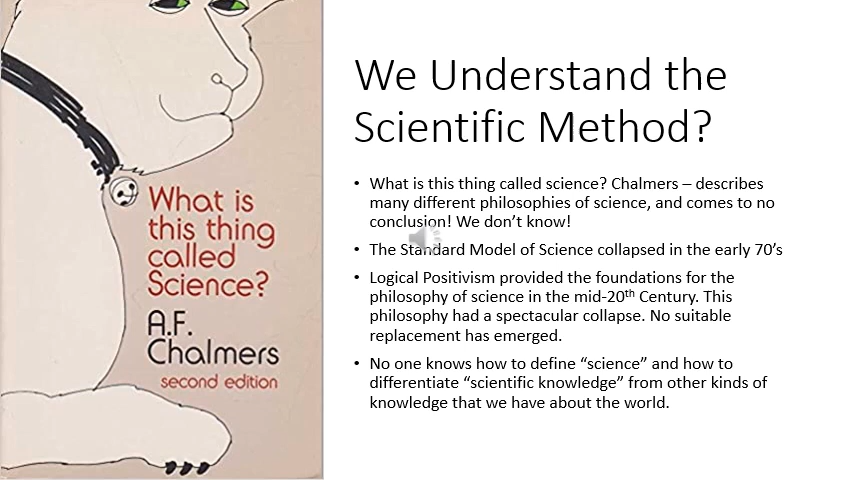 What is
this thing
called
Science?
A.F.
Chalmers
second edition
We Understand the
Scientific Method?
• What is this thing called science? Chalmers – describes
many different philosophies of science, and comes to no
conclusion! We don’t know!
• The Standard Model of Science collapsed in the early 70’s
• Logical Positivism provided the foundations for the
philosophy of science in the mid-20th Century. This
philosophy had a spectacular collapse. No suitable
replacement has emerged.
• No one knows how to define “science” and how to
differentiate “scientific knowledge” from other kinds of
knowledge that we have about the world.